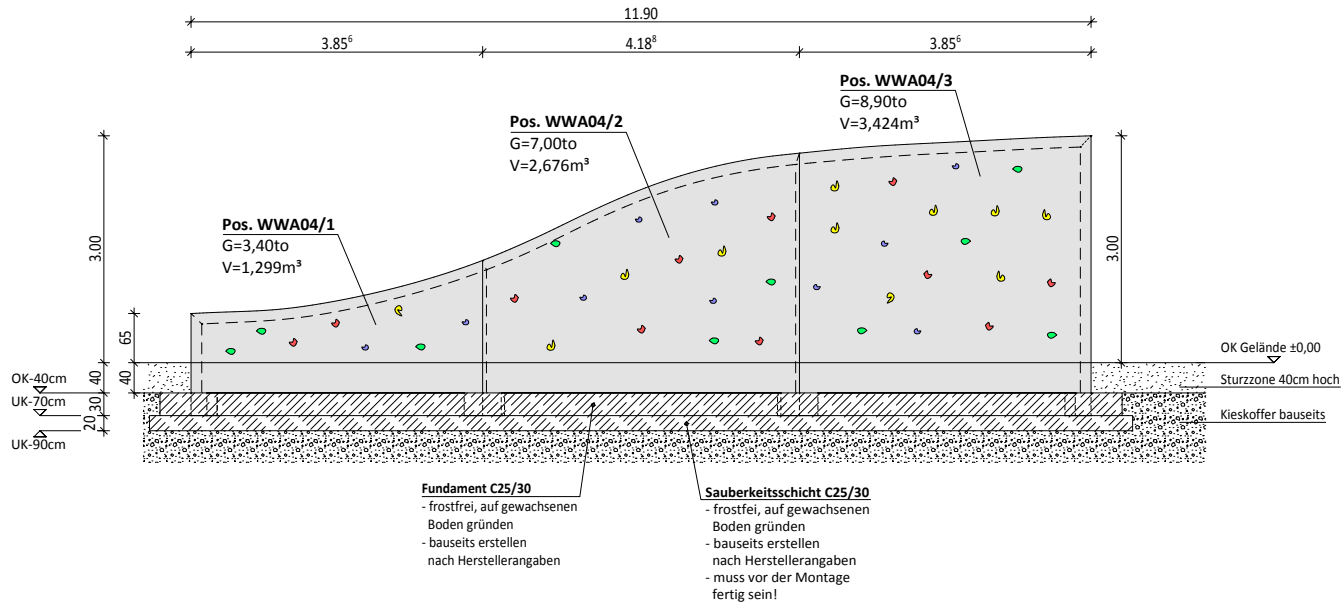 11.90
3.85⁶
4.18⁸
3.85⁶
Pos. WWA04/3
G=8,90to
V=3,424m³
Pos. WWA04/2
G=7,00to
V=2,676m³
Pos. WWA04/1
G=3,40to
V=1,299m³
3.00
3.00
65
40
40
30
20
OK-40cm
UK-70cm
UK-90cm
OK Gelände ±0,00
Sturzzone 40cm hoch
Kieskoffer bauseits
Fundament C25/30
- frostfrei, auf gewachsenen
Boden gründen
- bauseits erstellen
nach Herstellerangaben
Sauberkeitsschicht C25/30
- frostfrei, auf gewachsenen
Boden gründen
- bauseits erstellen
nach Herstellerangaben
- muss vor der Montage
fertig sein!